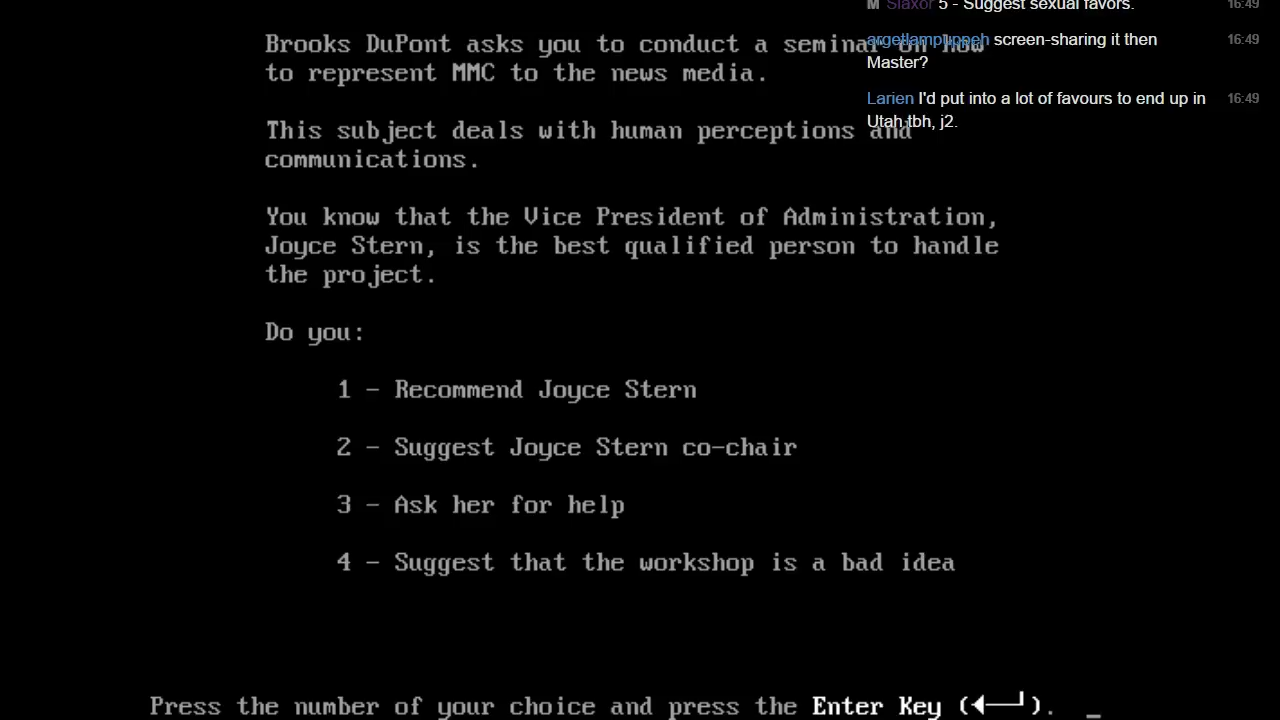 M Slaxor 5 - Suggest sexual favors. 16:49
Brooks DuPont asks you to conduct a seminar on how
to represent MMC to the news media.
argetlampuppeh screen-sharing it then 16:49
Master?
Larien I'd put into a lot of favours to end up in 16:49
Utah tbh, j2.
This subject deals with human perceptions and
communications.
You know that the Vice President of Administration,
Joyce Stern, is the best qualified person to handle
the project.
Do you:
1 - Recommend Joyce Stern
2 - Suggest Joyce Stern co-chair
3 - Ask her for help
4 - Suggest that the workshop is a bad idea
Press the number of your choice and press the Enter Key (◄─┘). _